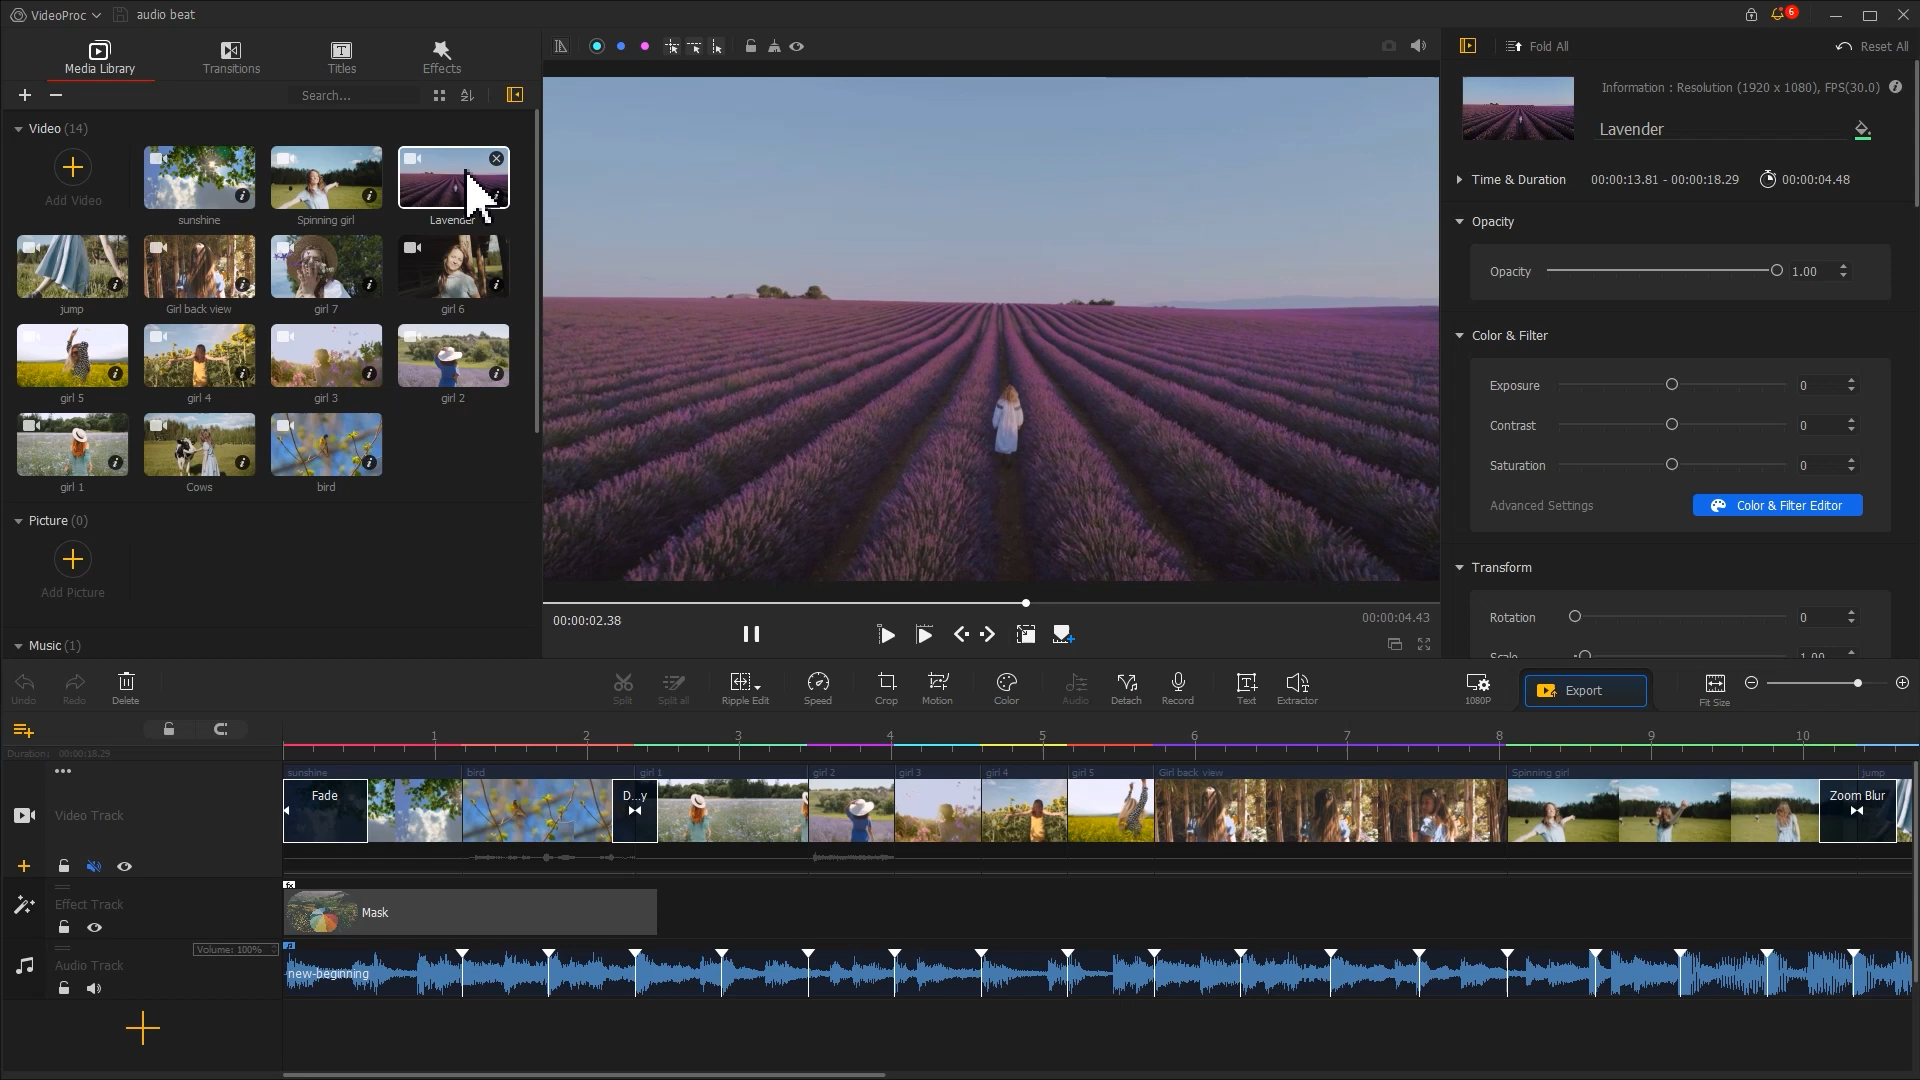 VideoProc
audio beat
6
Media Library
Transitions
Titles
Effects
Search...
Video (14)
Add Video
sunshine
Spinning girl
Lavender
jump
Girl back view
girl 7
girl 6
girl 5
girl 4
girl 3
girl 2
girl 1
Cows
bird
Picture (0)
Add Picture
Music (1)
00:00:02.38
00:00:04.43
Fold All
Reset All
Information : Resolution (1920 x 1080), FPS(30.0)
Lavender
Time & Duration
00:00:13.81 - 00:00:18.29
00:00:04.48
Opacity
Opacity
1.00
Color & Filter
Exposure
0
Contrast
0
Saturation
0
Advanced Settings
Color & Filter Editor
Transform
Rotation
0
Scale
1.00
Undo
Redo
Delete
Split
Split all
Ripple Edit
Speed
Crop
Motion
Color
Audio
Detach
Record
Text
Extractor
1080P
Export
Fit Size
1 2 3 4 5 6 7 8 9 10
Duration: 00:00:18.29
sunshine
bird
girl 1
girl 2
girl 3
girl 4
girl 5
Girl back view
Spinning girl
jump
Fade
D...y
Zoom Blur
Video Track
fx
Effect Track
Mask
Volume: 100%
Audio Track
new-beginning